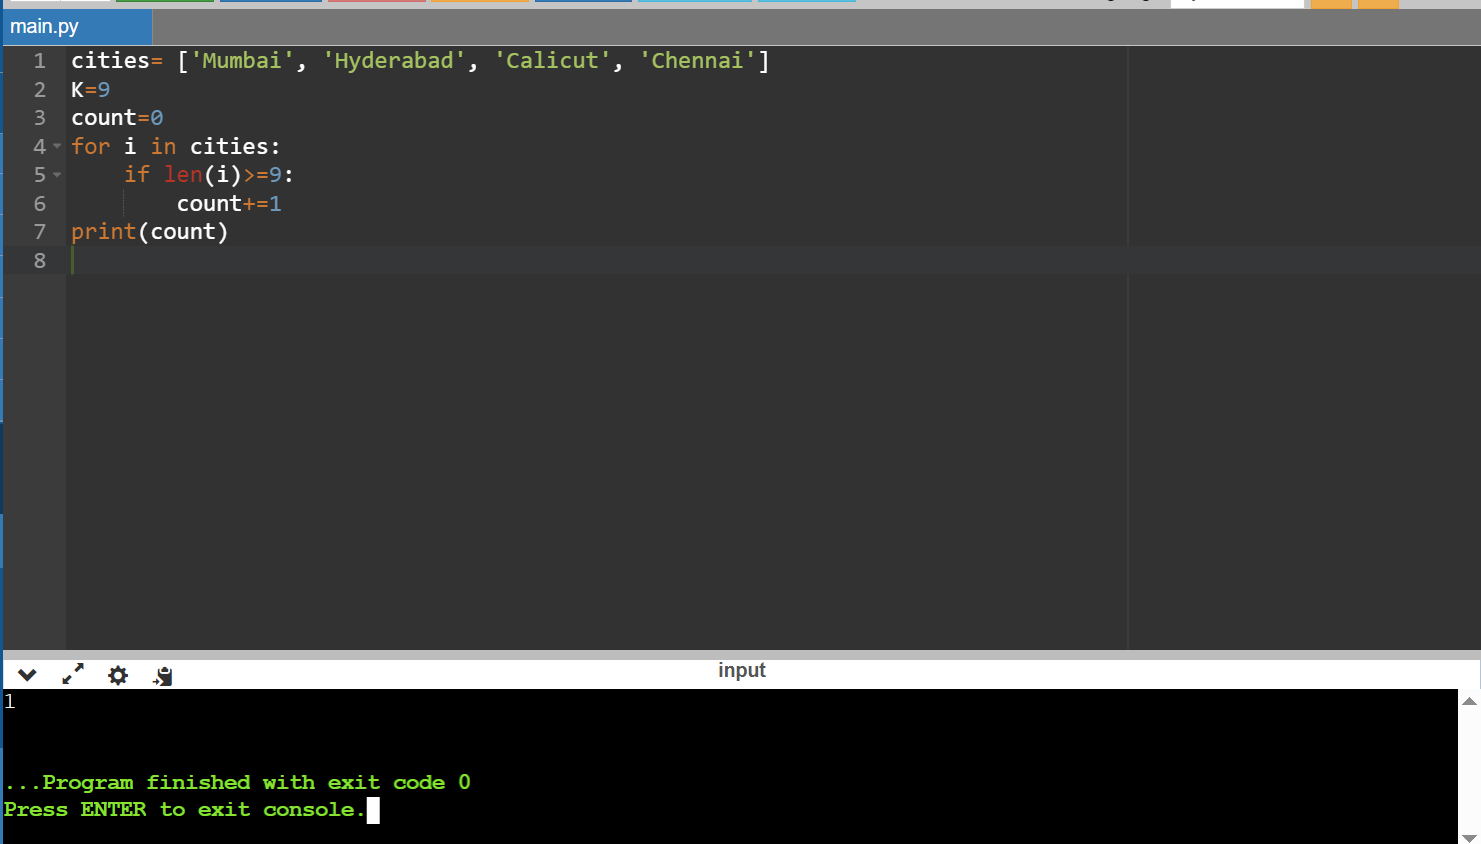 main.py
1 cities= ['Mumbai', 'Hyderabad', 'Calicut', 'Chennai']
2 K=9
3 count=0
4 for i in cities:
5     if len(i)>=9:
6         count+=1
7 print(count)
8
input
1
...Program finished with exit code 0
Press ENTER to exit console.